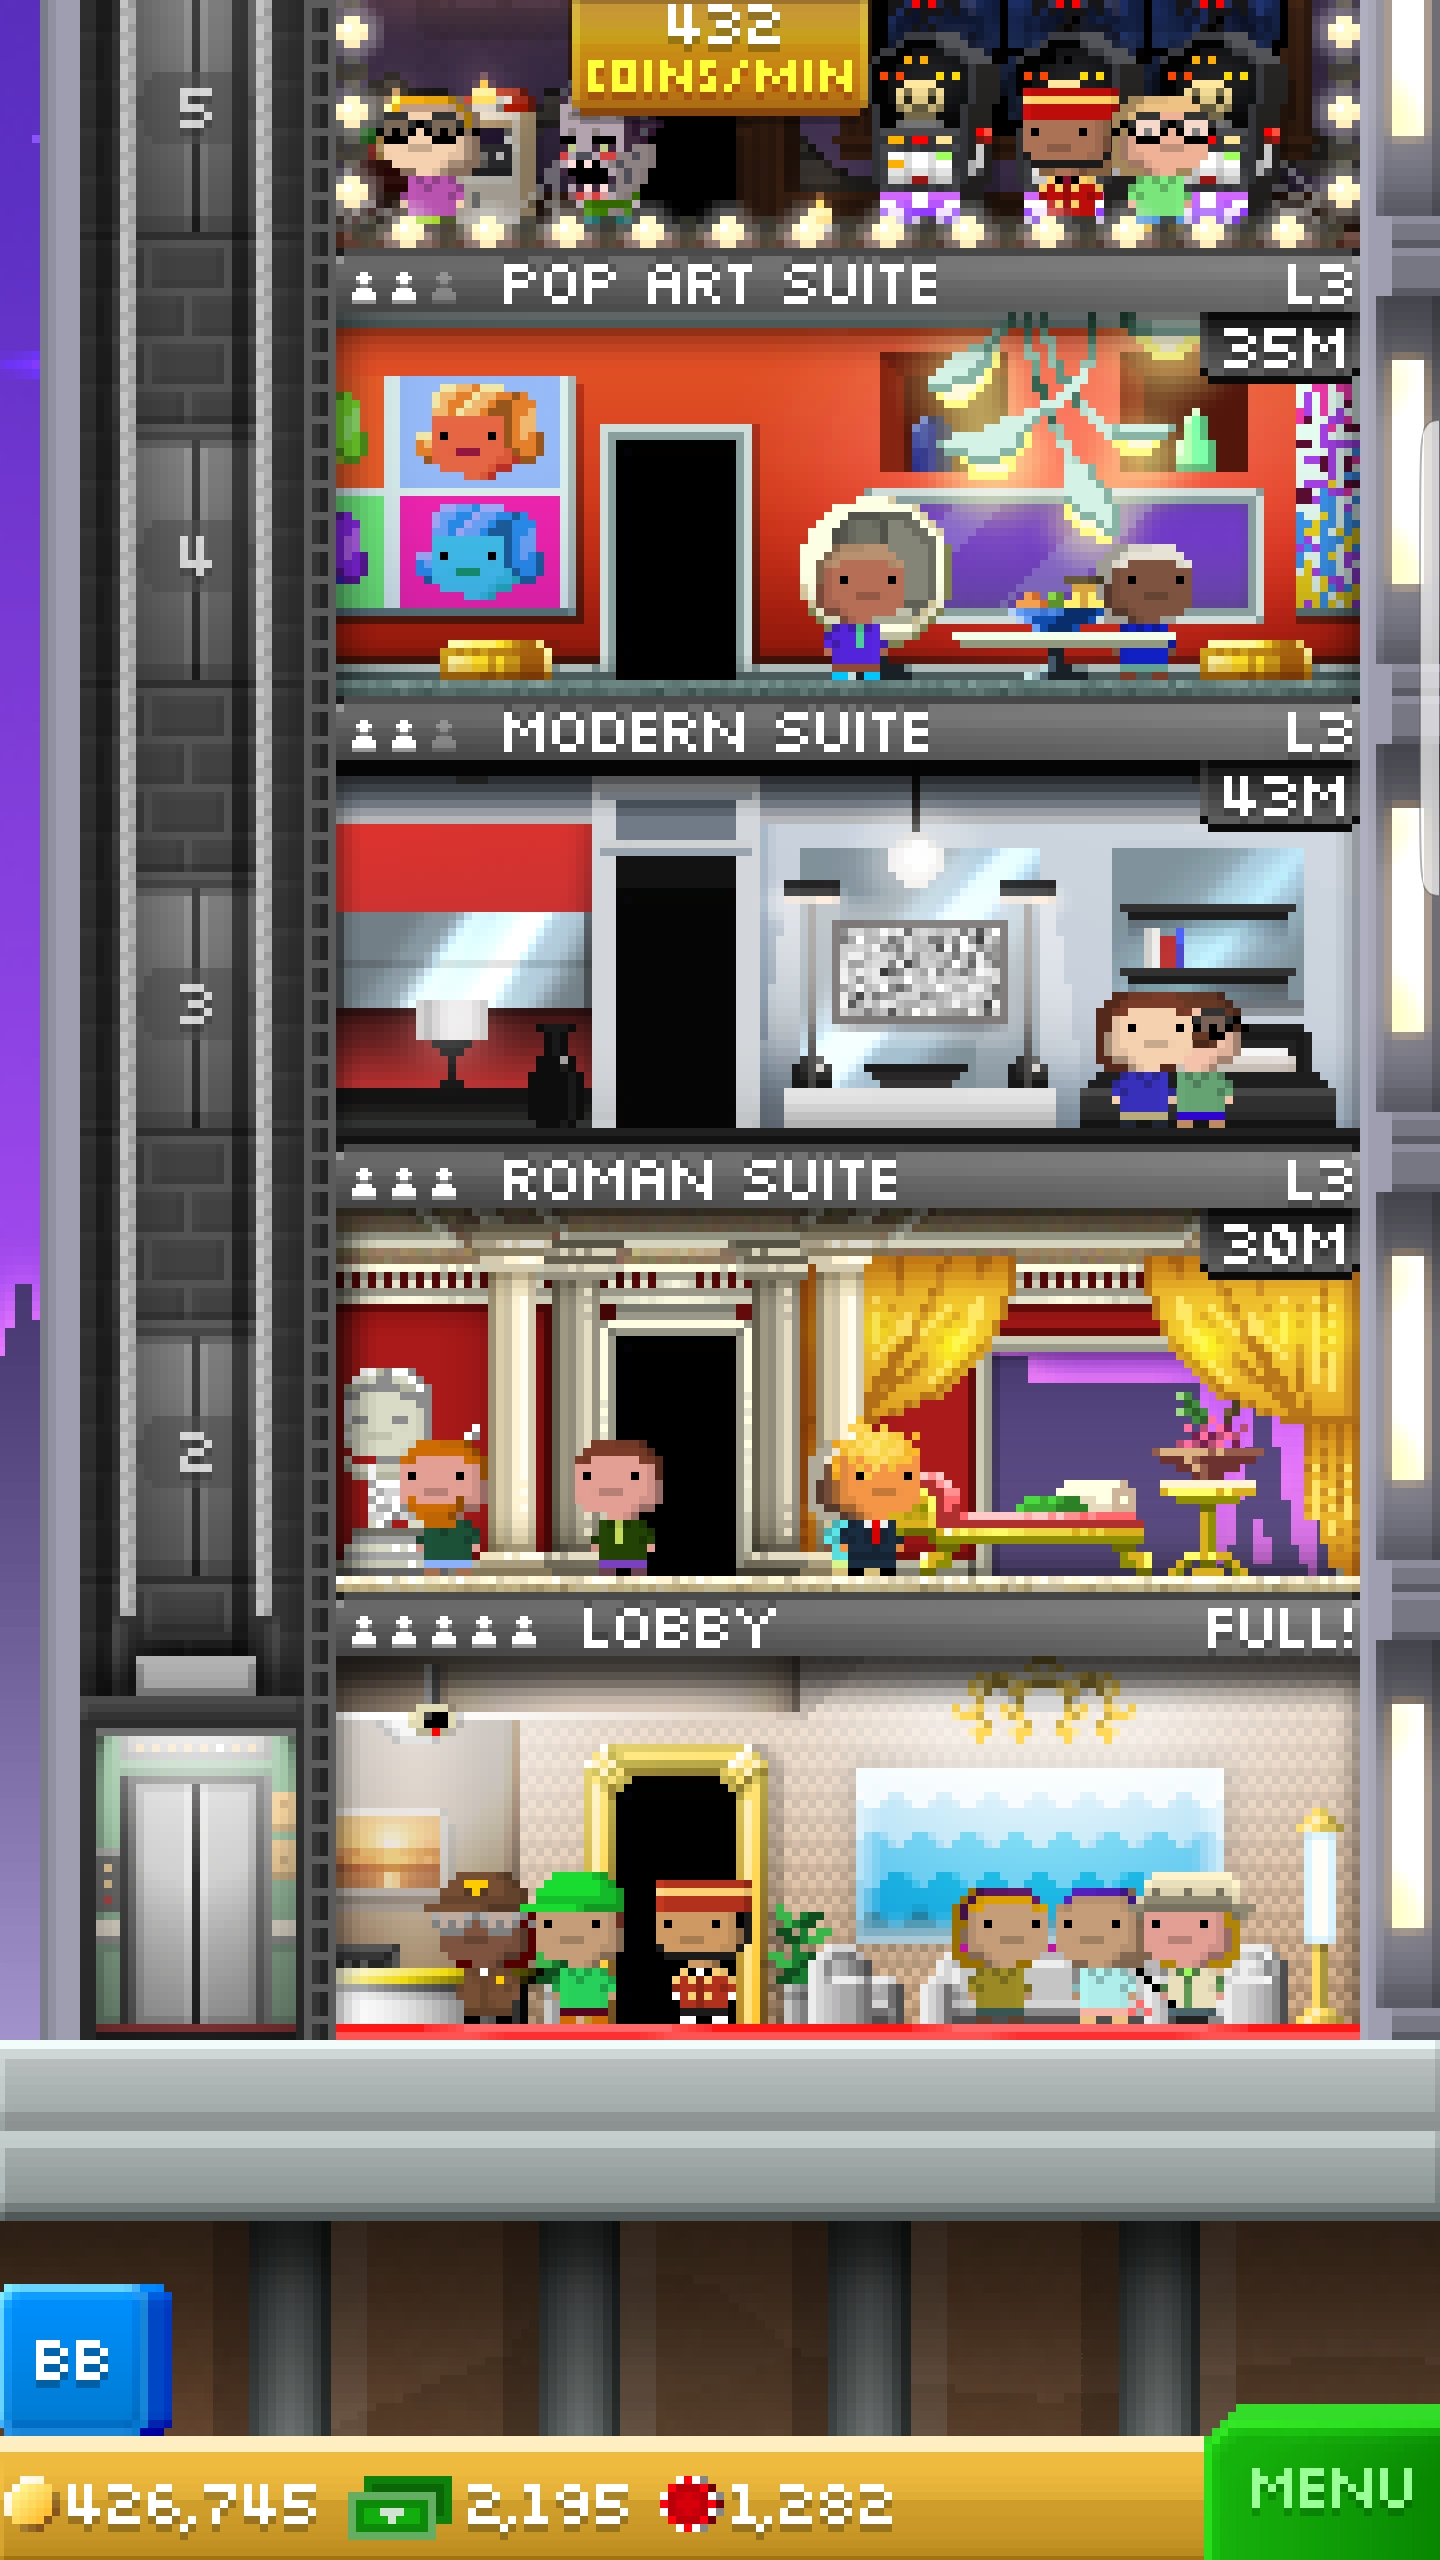 432
COINS/MIN
5
POP ART SUITE L3
35M
4
MODERN SUITE L3
43M
3
ROMAN SUITE L3
30M
2
LOBBY FULL!
BB
426,745 2,195 1,282
MENU